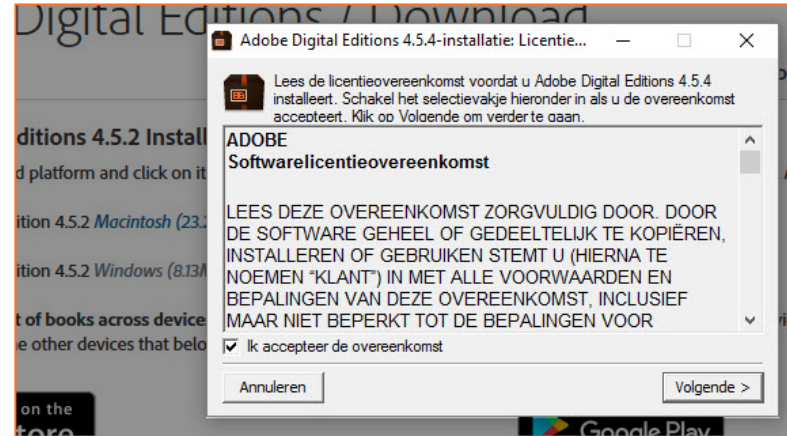 Digital Editions / Download
Adobe Digital Editions 4.5.4-installatie: Licentie...
Lees de licentieovereenkomst voordat u Adobe Digital Editions 4.5.4
installeert. Schakel het selectievakje hieronder in als u de overeenkomst
accepteert. Klik op Volgende om verder te gaan.
ADOBE
Softwarelicentieovereenkomst
LEES DEZE OVEREENKOMST ZORGVULDIG DOOR. DOOR
DE SOFTWARE GEHEEL OF GEDEELTELIJK TE KOPIËREN,
INSTALLEREN OF GEBRUIKEN STEMT U (HIERNA TE
NOEMEN “KLANT”) IN MET ALLE VOORWAARDEN EN
BEPALINGEN VAN DEZE OVEREENKOMST, INCLUSIEF
MAAR NIET BEPERKT TOT DE BEPALINGEN VOOR
Ik accepteer de overeenkomst
Annuleren
Volgende >
ditions 4.5.2 Install
d platform and click on it
ition 4.5.2 Macintosh (23.2
ition 4.5.2 Windows (8.13M
t of books across device
e other devices that belo
on the
tore
Google Play